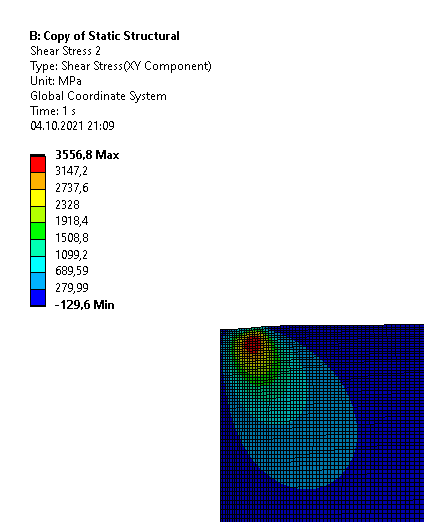 B: Copy of Static Structural
Shear Stress 2
Type: Shear Stress(XY Component)
Unit: MPa
Global Coordinate System
Time: 1 s
04.10.2021 21:09
3556,8 Max
3147,2
2737,6
2328
1918,4
1508,8
1099,2
689,59
279,99
-129,6 Min